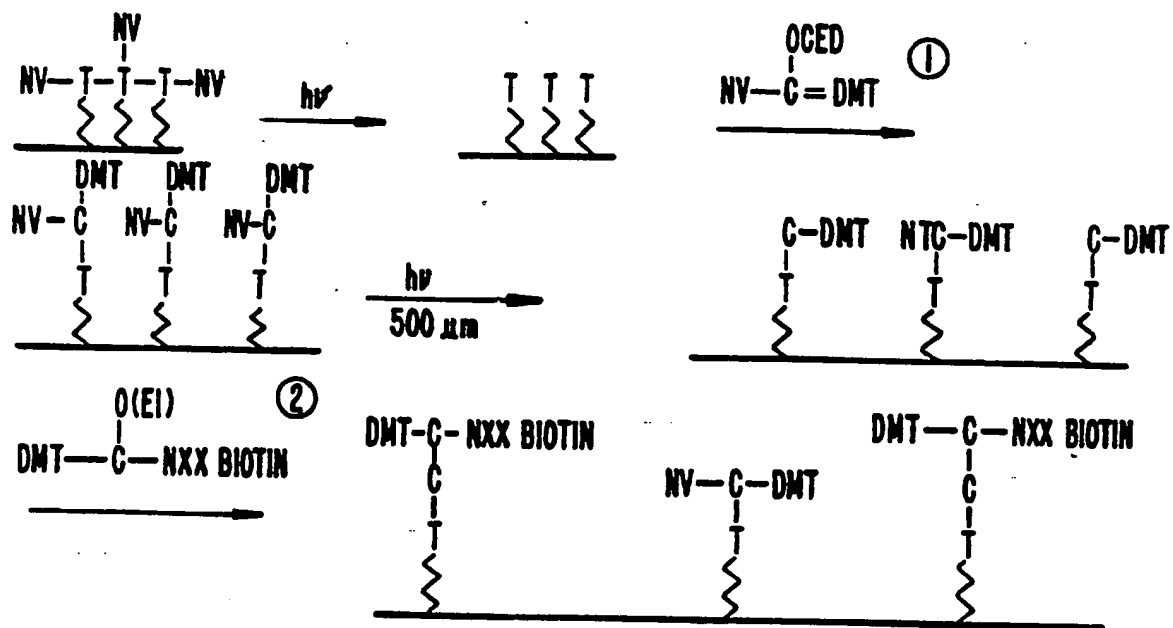 NV
NV—T—T—T—NV
hν
T T T
OCED
NV—C=DMT
①
DMT DMT DMT
NV—C NV—C NV—C
T T T
hν
500 µm
C—DMT NTC—DMT C—DMT
T T T
O(EI)
②
DMT—C—NXX BIOTIN
DMT—C—NXX BIOTIN
C
T
NV—C—DMT
T
DMT—C—NXX BIOTIN
C
T